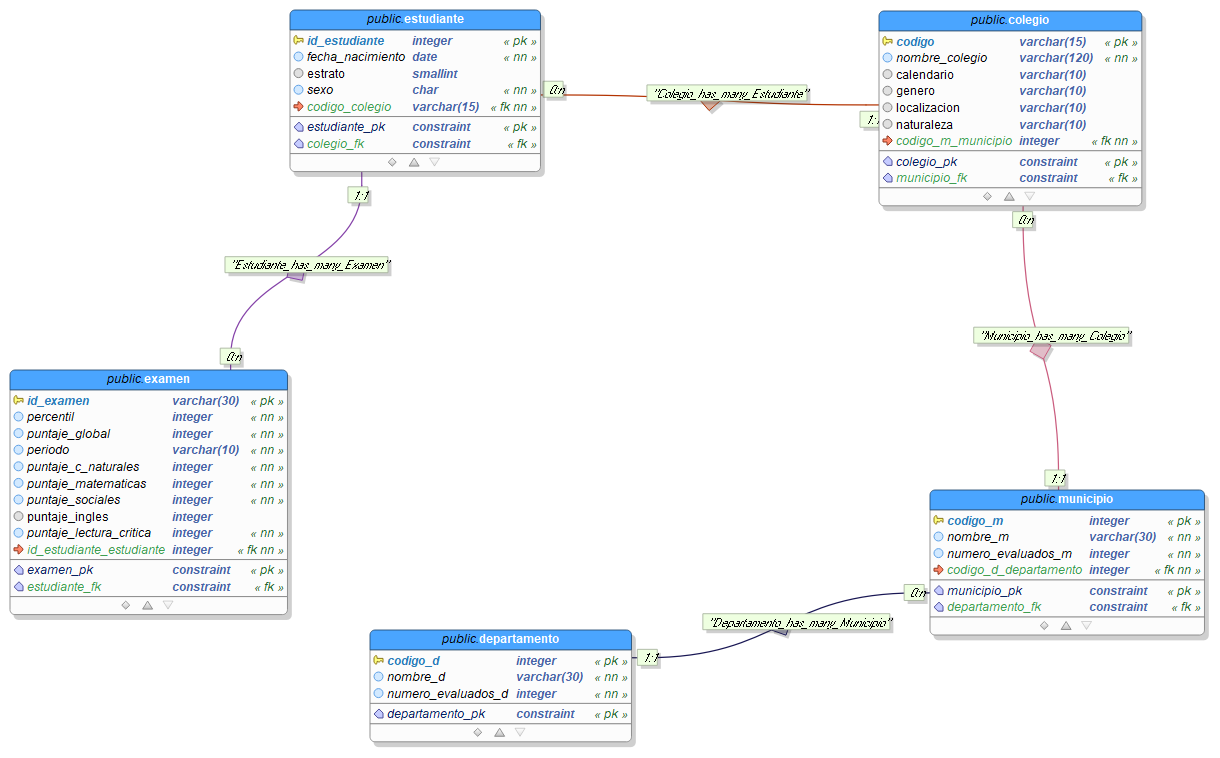 public.estudiante
id_estudiante integer « pk »
fecha_nacimiento date « nn »
estrato smallint
sexo char « nn »
codigo_colegio varchar(15) « fk nn »
estudiante_pk constraint « pk »
colegio_fk constraint « fk »
public.colegio
codigo varchar(15) « pk »
nombre_colegio varchar(120) « nn »
calendario varchar(10)
genero varchar(10)
localizacion varchar(10)
naturaleza varchar(10)
codigo_m_municipio integer « fk nn »
colegio_pk constraint « pk »
municipio_fk constraint « fk »
0:n
"Colegio_has_many_Estudiante"
1:1
1:1
"Estudiante_has_many_Examen"
0:n
0:n
"Municipio_has_many_Colegio"
1:1
public.examen
id_examen varchar(30) « pk »
percentil integer « nn »
puntaje_global integer « nn »
periodo varchar(10) « nn »
puntaje_c_naturales integer « nn »
puntaje_matematicas integer « nn »
puntaje_sociales integer « nn »
puntaje_ingles integer
puntaje_lectura_critica integer « nn »
id_estudiante_estudiante integer « fk nn »
examen_pk constraint « pk »
estudiante_fk constraint « fk »
public.municipio
codigo_m integer « pk »
nombre_m varchar(30) « nn »
numero_evaluados_m integer « nn »
codigo_d_departamento integer « fk nn »
municipio_pk constraint « pk »
departamento_fk constraint « fk »
0:n
"Departamento_has_many_Municipio"
1:1
public.departamento
codigo_d integer « pk »
nombre_d varchar(30) « nn »
numero_evaluados_d integer « nn »
departamento_pk constraint « pk »